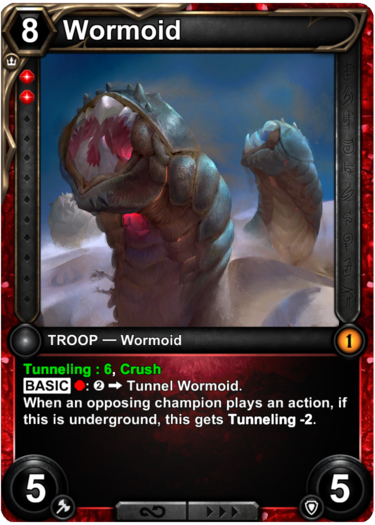 8 Wormoid
TROOP — Wormoid 1
Tunneling : 6, Crush
BASIC : 2 ➡ Tunnel Wormoid.
When an opposing champion plays an action, if
this is underground, this gets Tunneling -2.
5 5